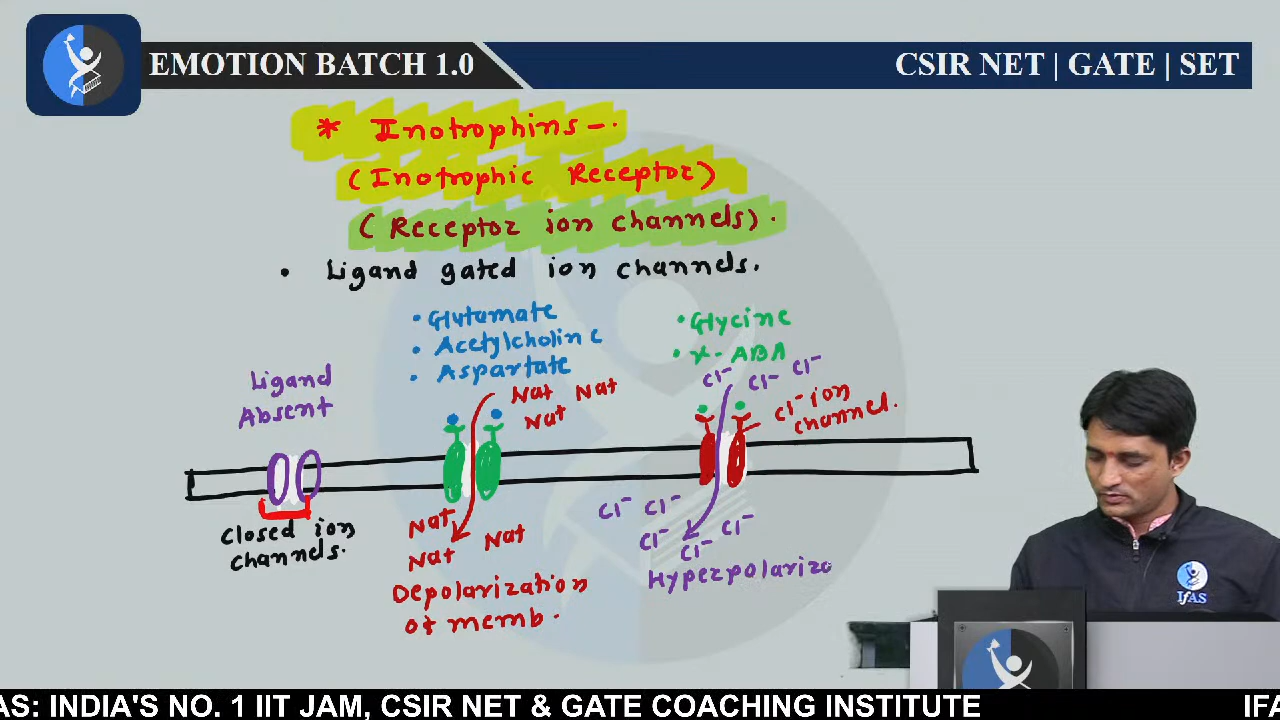 EMOTION BATCH 1.0
CSIR NET | GATE | SET
* Inotrophins -.
(Inotrophic Receptor)
(Receptor ion channels).
• Ligand gated ion channels.
• Glutamate
• Acetylcholine
• Aspartate
• Glycine
• γ-ABA
Ligand
Absent
Na+ Na+ Na+
Cl- Cl- Cl-
Cl- ion
channel.
Closed ion
channels.
Na+ Na+ Na+
Cl- Cl- Cl- Cl- Cl-
Depolarization
of memb.
Hyperpolariza
IFAS
AS: INDIA'S NO. 1 IIT JAM, CSIR NET & GATE COACHING INSTITUTE IFA